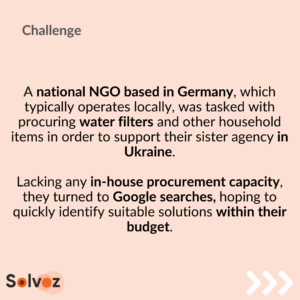 Challenge
A national NGO based in Germany, which
typically operates locally, was tasked with
procuring water filters and other household
items in order to support their sister agency in
Ukraine.
Lacking any in-house procurement capacity,
they turned to Google searches, hoping to
quickly identify suitable solutions within their
budget.
Solvoz